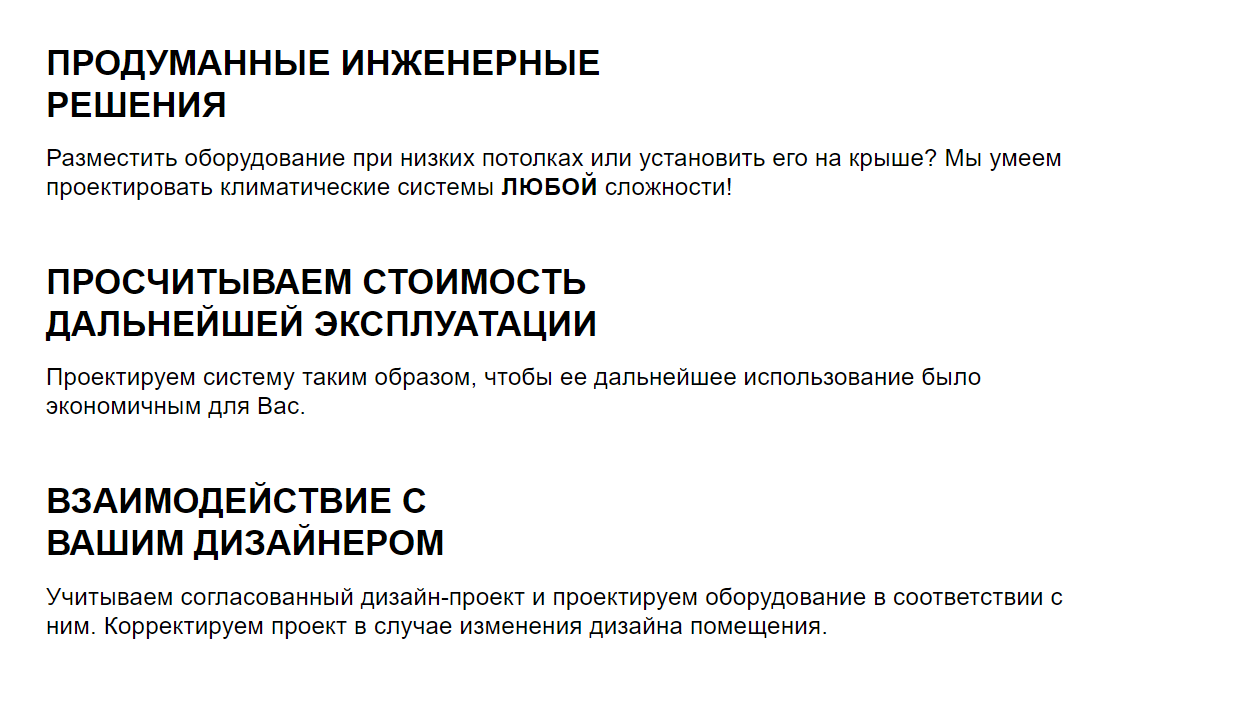 ПРОДУМАННЫЕ ИНЖЕНЕРНЫЕ
РЕШЕНИЯ
Разместить оборудование при низких потолках или установить его на крыше? Мы умеем
проектировать климатические системы ЛЮБОЙ сложности!
ПРОСЧИТЫВАЕМ СТОИМОСТЬ
ДАЛЬНЕЙШЕЙ ЭКСПЛУАТАЦИИ
Проектируем систему таким образом, чтобы ее дальнейшее использование было
экономичным для Вас.
ВЗАИМОДЕЙСТВИЕ С
ВАШИМ ДИЗАЙНЕРОМ
Учитываем согласованный дизайн-проект и проектируем оборудование в соответствии с
ним. Корректируем проект в случае изменения дизайна помещения.